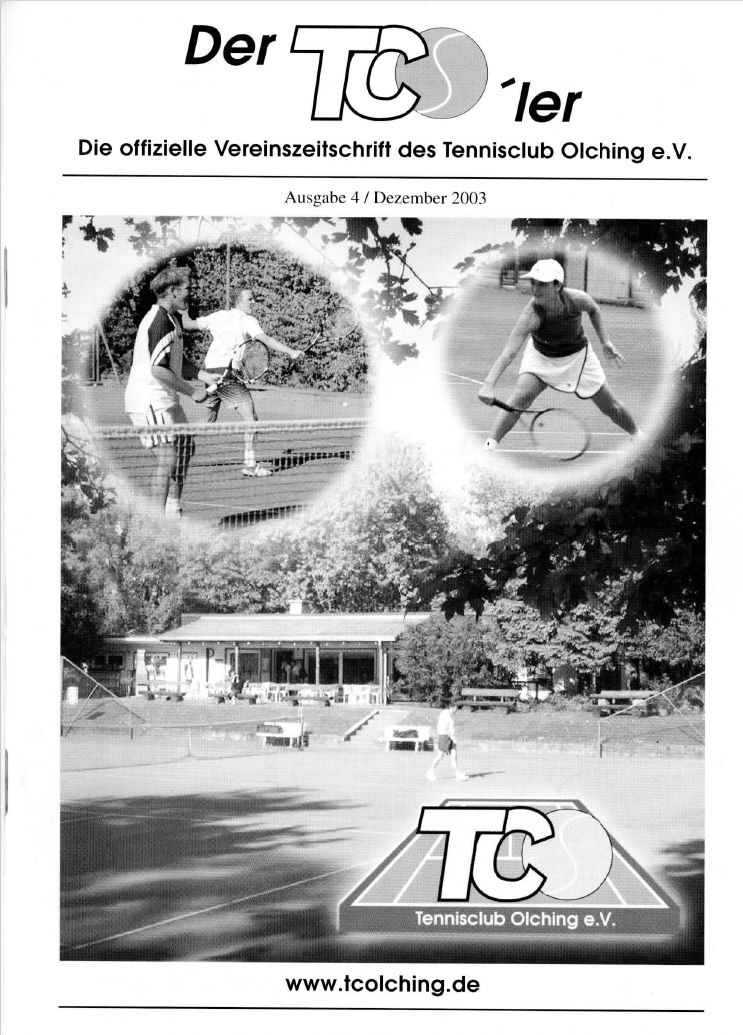 Der TCO ´ler
Die offizielle Vereinszeitschrift des Tennisclub Olching e.V.
Ausgabe 4 / Dezember 2003
TCO
Tennisclub Olching e.V.
www.tcolching.de